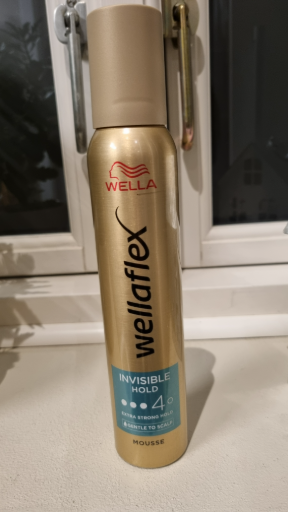 WELLA
wellaflex
INVISIBLE
HOLD
4
EXTRA STRONG HOLD
GENTLE TO SCALP
MOUSSE